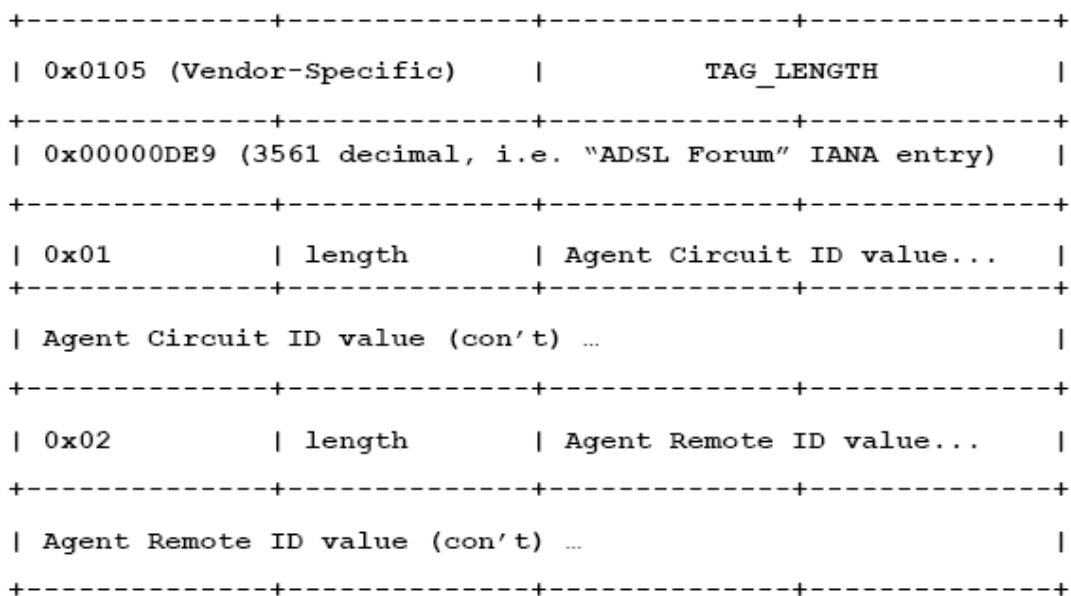 +--------------+--------------+--------------+--------------+
| 0x0105 (Vendor-Specific) | TAG_LENGTH |
+--------------+--------------+--------------+--------------+
| 0x00000DE9 (3561 decimal, i.e. “ADSL Forum” IANA entry) |
+--------------+--------------+--------------+--------------+
| 0x01 | length | Agent Circuit ID value... |
+--------------+--------------+--------------+--------------+
| Agent Circuit ID value (con’t) … |
+--------------+--------------+--------------+--------------+
| 0x02 | length | Agent Remote ID value... |
+--------------+--------------+--------------+--------------+
| Agent Remote ID value (con’t) … |
+--------------+--------------+--------------+--------------+